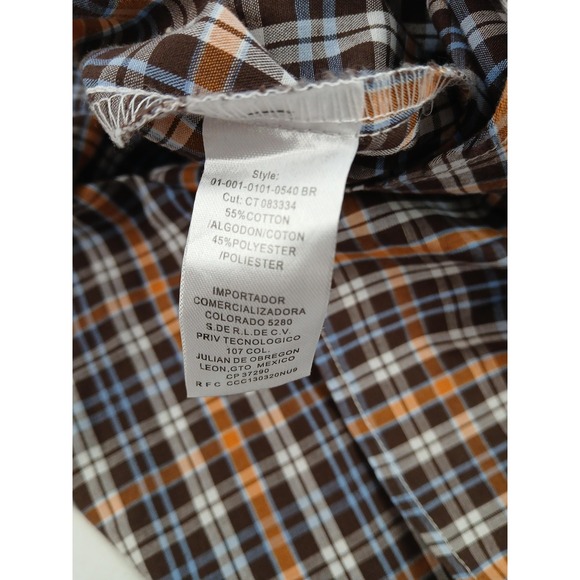 Style:
01-001-0101-0540 BR
Cut: CT 083334
55%COTTON
/ALGODON/COTON
45%POLYESTER
/POLIESTER
IMPORTADOR
COMERCIALIZADORA
COLORADO 5280
S.DE R.L.DE C.V.
PRIV TECNOLOGICO
107 COL.
JULIAN DE OBREGON
LEON,GTO MEXICO
CP 37290
R F C CCC130320NU9